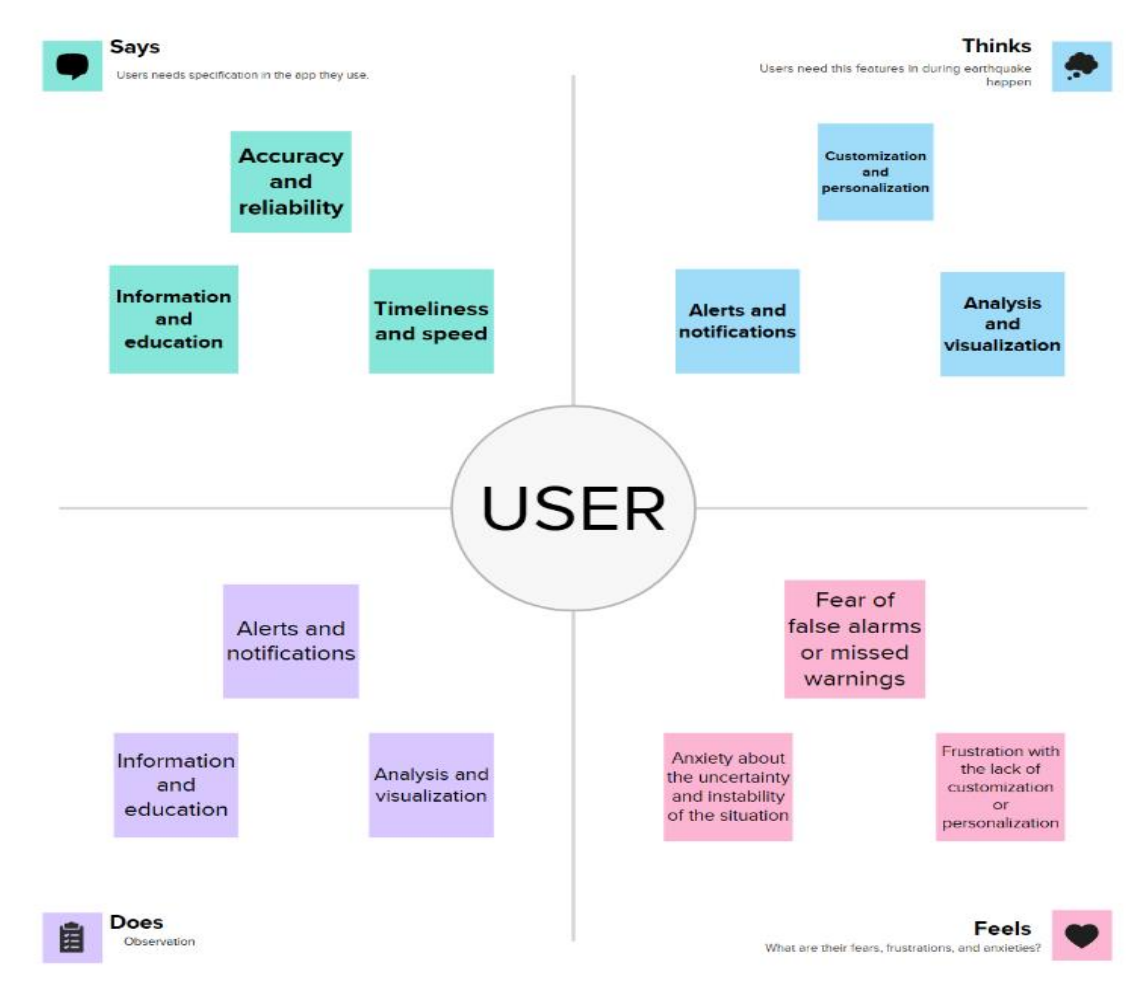 Says
Users needs specification in the app they use.
Accuracy
and
reliability
Information
and
education
Timeliness
and speed
Thinks
Users need this features in during earthquake
happen
Customization
and
personalization
Alerts and
notifications
Analysis
and
visualization
USER
Alerts and
notifications
Information
and
education
Analysis and
visualization
Does
Observation
Fear of
false alarms
or missed
warnings
Anxiety about
the uncertainty
and instability
of the situation
Frustration with
the lack of
customization
or
personalization
Feels
What are their fears, frustrations, and anxieties?